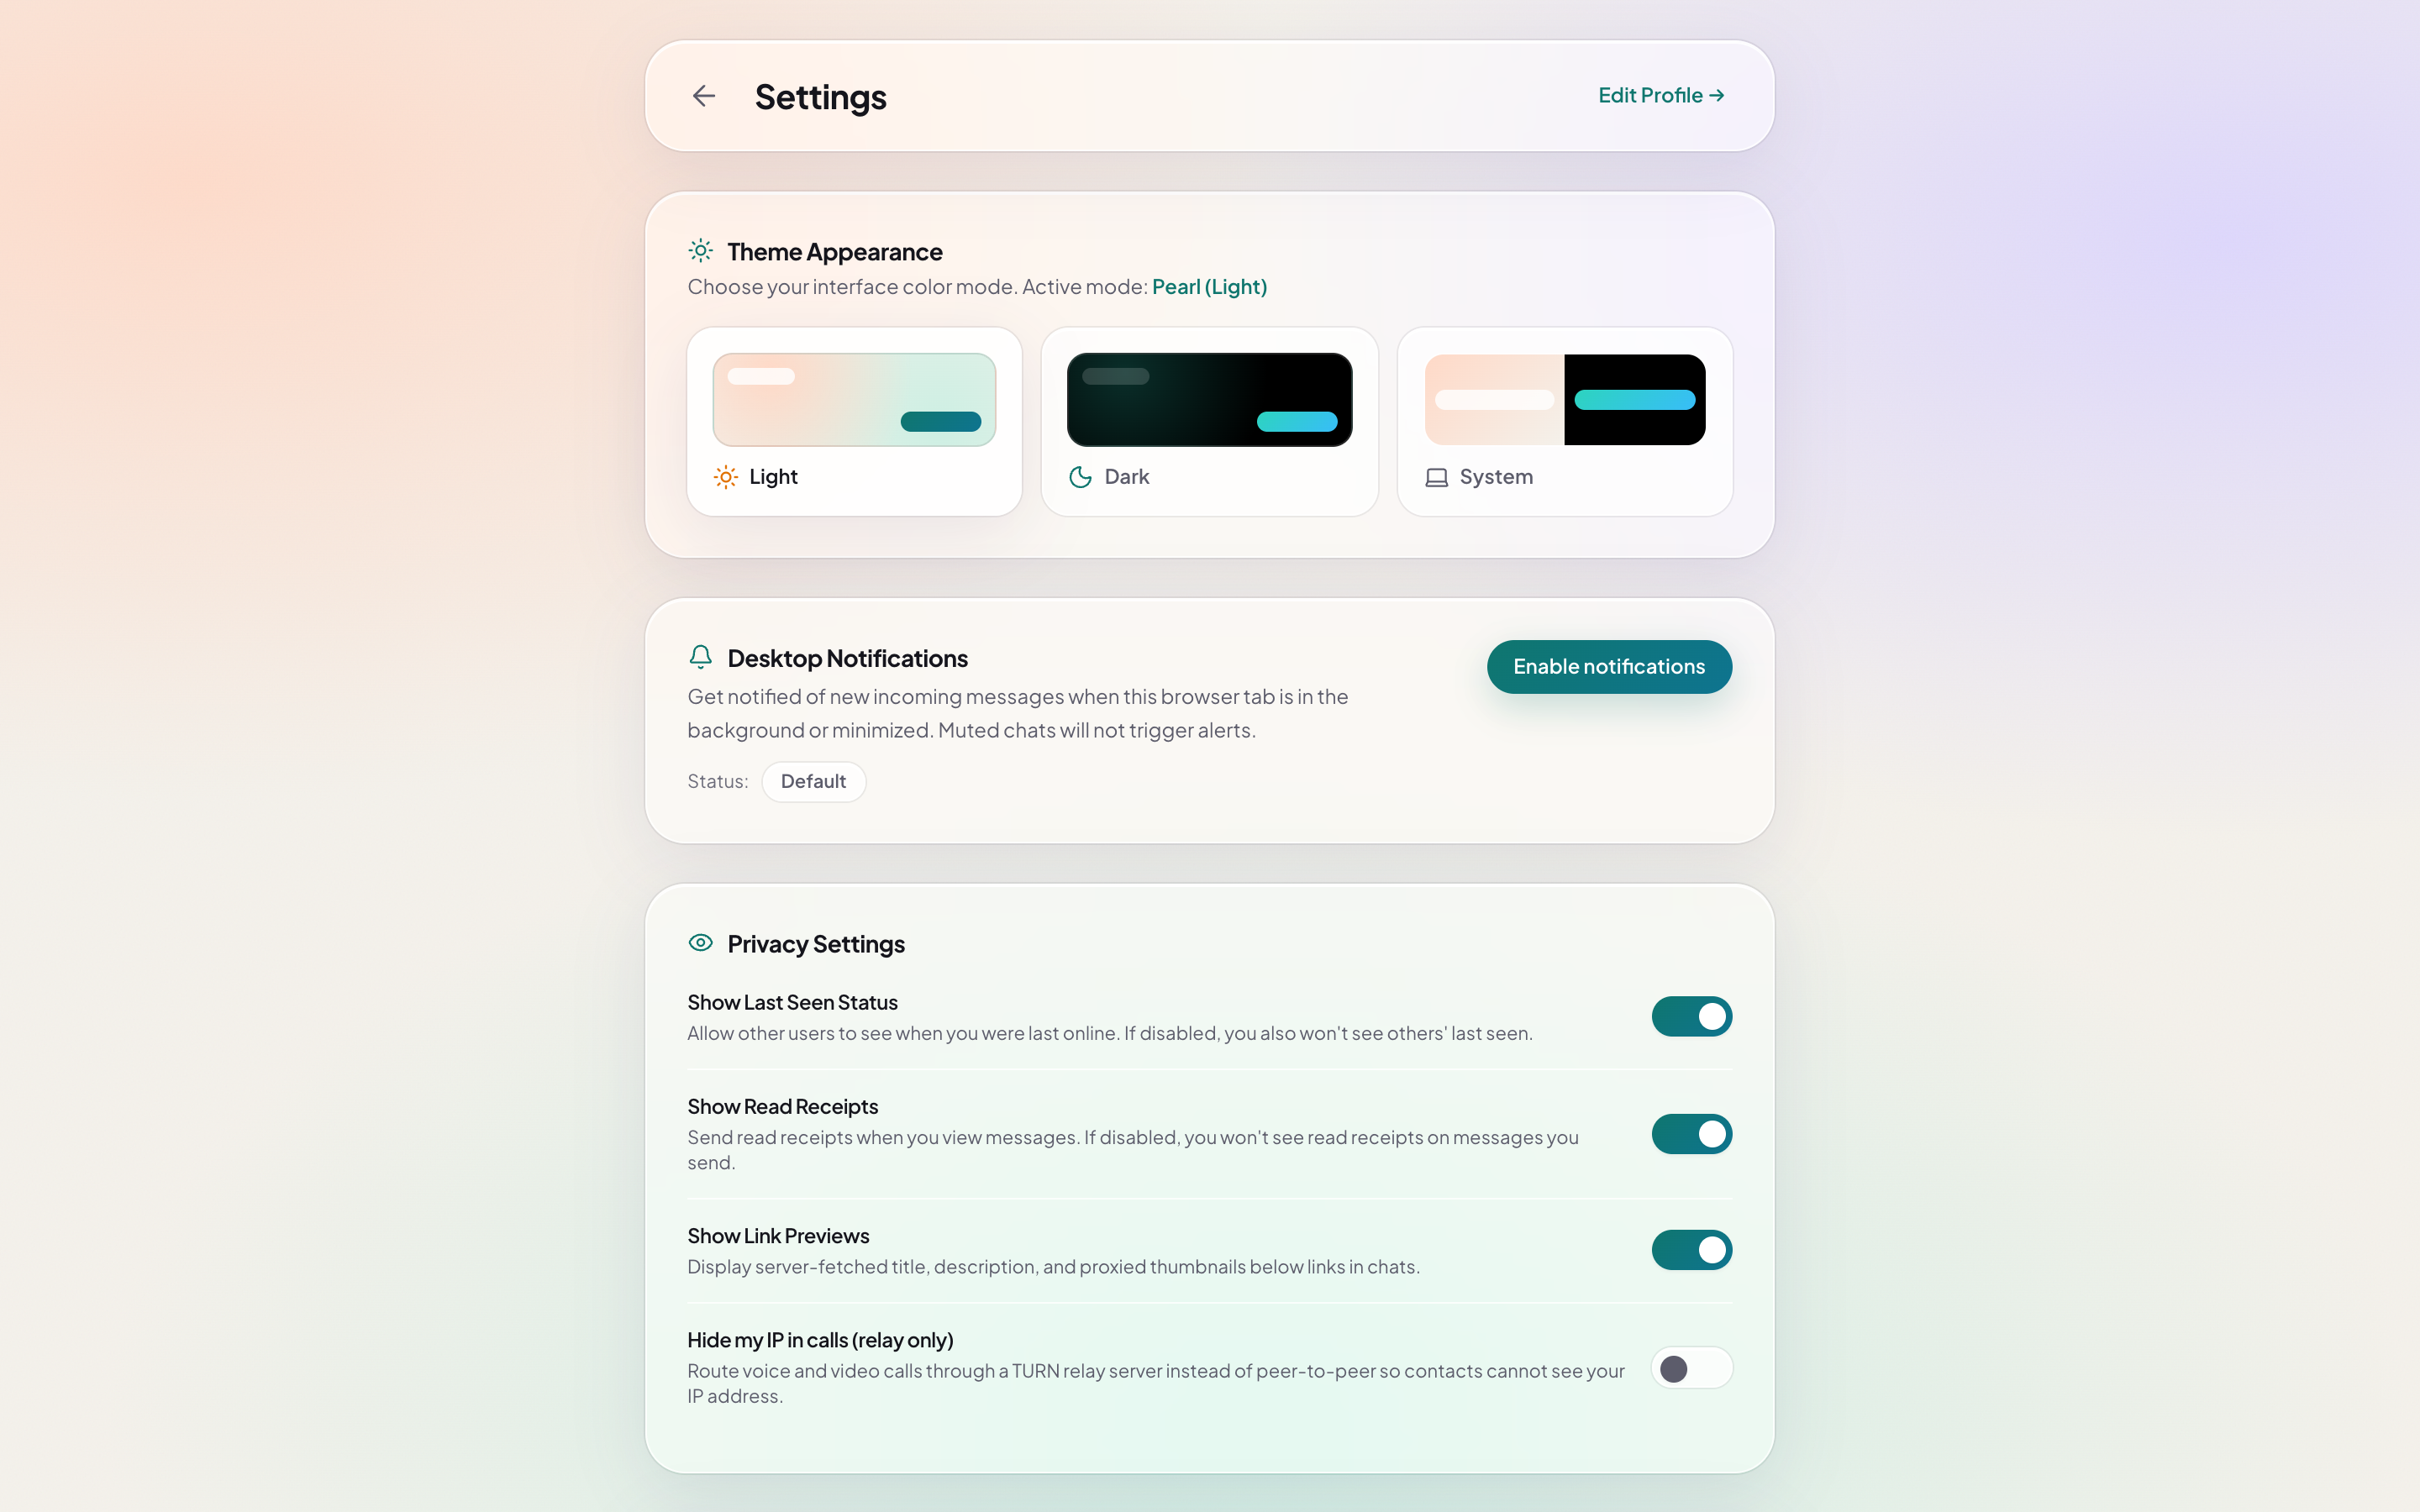 Settings
Edit Profile →
Theme Appearance
Choose your interface color mode. Active mode: Pearl (Light)
Light
Dark
System
Desktop Notifications
Enable notifications
Get notified of new incoming messages when this browser tab is in the
background or minimized. Muted chats will not trigger alerts.
Status: Default
Privacy Settings
Show Last Seen Status
Allow other users to see when you were last online. If disabled, you also won't see others' last seen.
Show Read Receipts
Send read receipts when you view messages. If disabled, you won't see read receipts on messages you
send.
Show Link Previews
Display server-fetched title, description, and proxied thumbnails below links in chats.
Hide my IP in calls (relay only)
Route voice and video calls through a TURN relay server instead of peer-to-peer so contacts cannot see your
IP address.